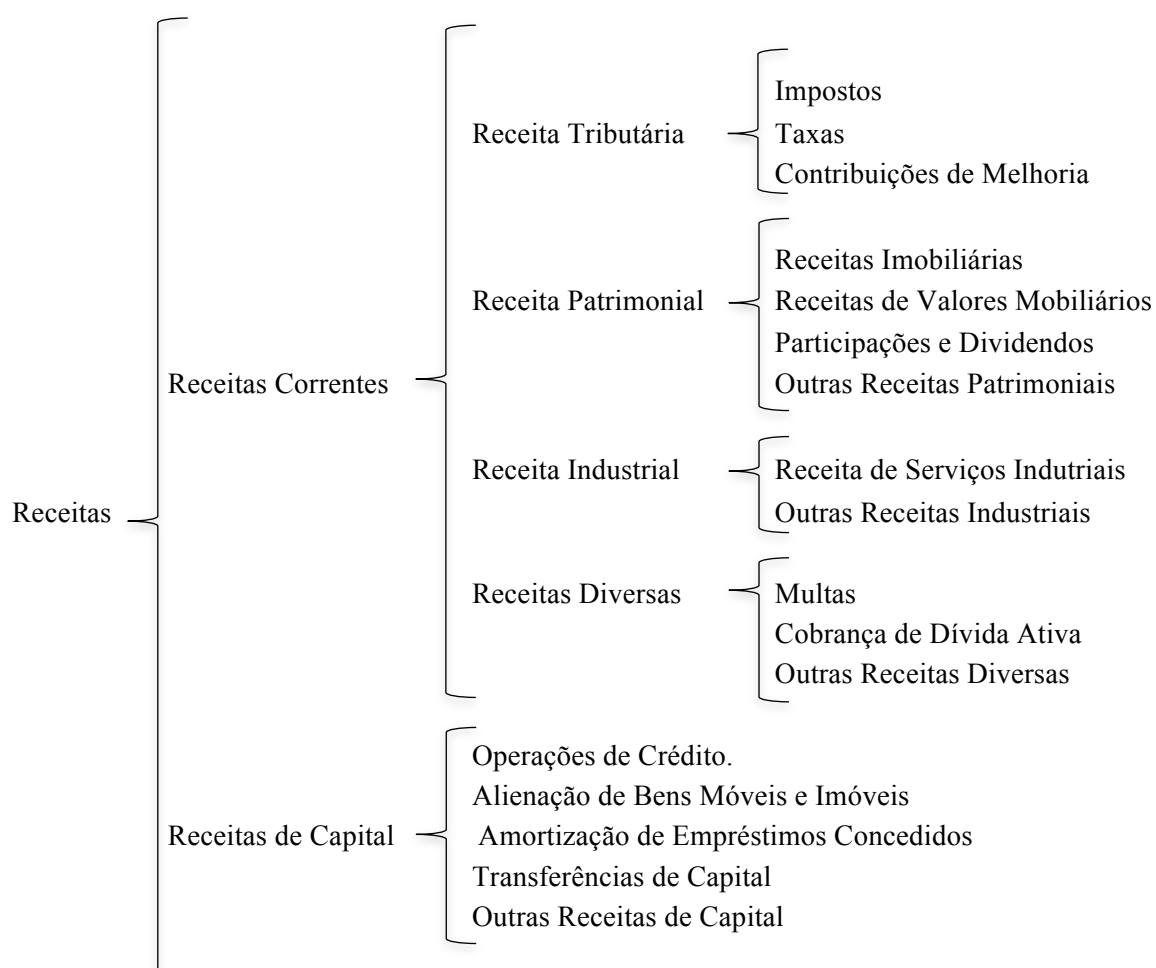 Receitas
Receitas Correntes
Receita Tributária
Impostos
Taxas
Contribuições de Melhoria
Receita Patrimonial
Receitas Imobiliárias
Receitas de Valores Mobiliários
Participações e Dividendos
Outras Receitas Patrimoniais
Receita Industrial
Receita de Serviços Indutriais
Outras Receitas Industriais
Receitas Diversas
Multas
Cobrança de Dívida Ativa
Outras Receitas Diversas
Receitas de Capital
Operações de Crédito.
Alienação de Bens Móveis e Imóveis
Amortização de Empréstimos Concedidos
Transferências de Capital
Outras Receitas de Capital